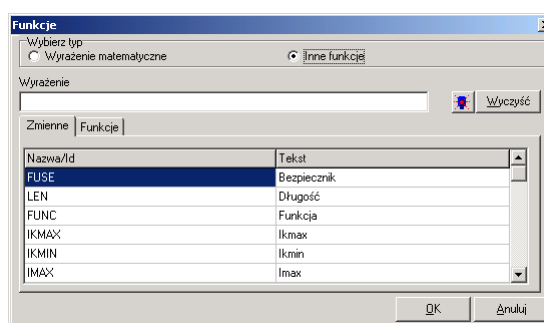 Funkcje
Wybierz typ
Wyrażenie matematyczne
Inne funkcje
Wyrażenie
Wyczyść
Zmienne Funkcje
Nazwa/Id Tekst
FUSE Bezpiecznik
LEN Długość
FUNC Funkcja
IKMAX Ikmax
IKMIN Ikmin
IMAX Imax
OK Anuluj